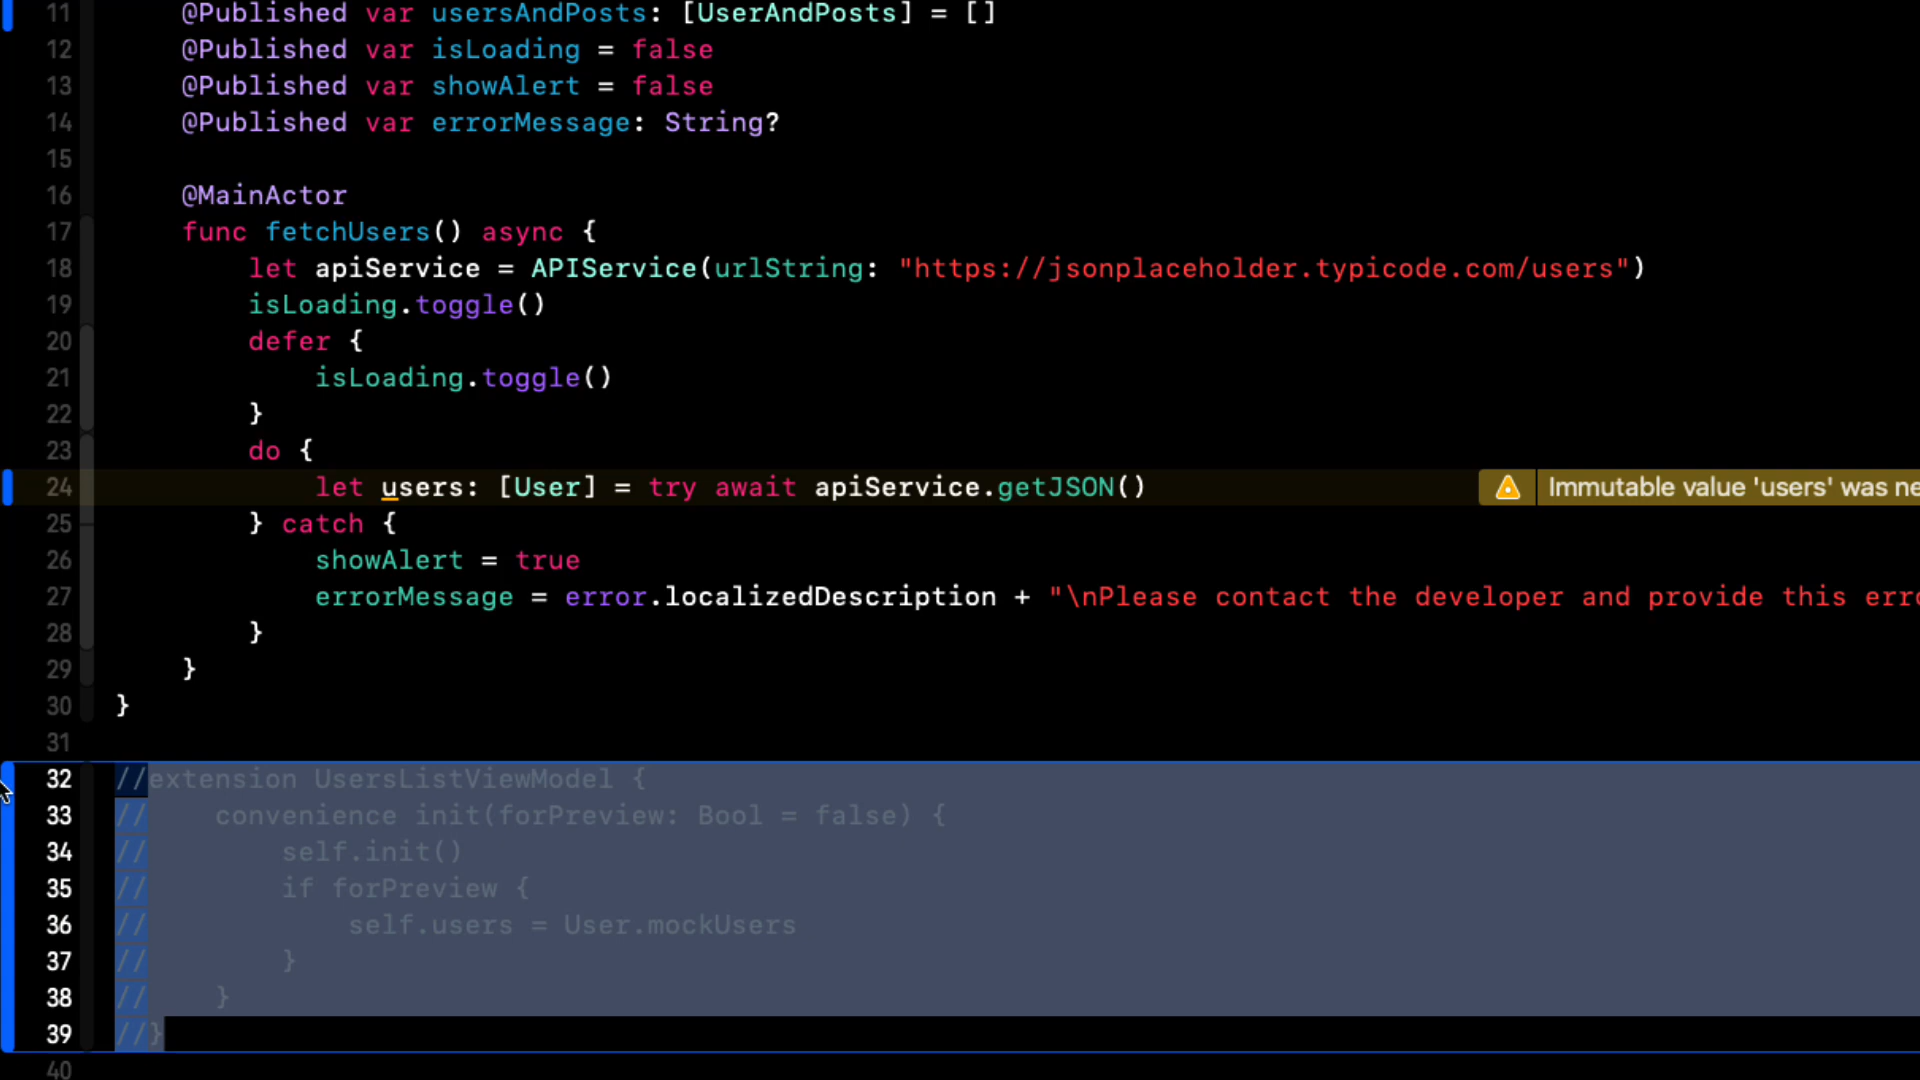 11 @Published var usersAndPosts: [UserAndPosts] = []
12 @Published var isLoading = false
13 @Published var showAlert = false
14 @Published var errorMessage: String?
15
16 @MainActor
17 func fetchUsers() async {
18 let apiService = APIService(urlString: "https://jsonplaceholder.typicode.com/users")
19 isLoading.toggle()
20 defer {
21 isLoading.toggle()
22 }
23 do {
24 let users: [User] = try await apiService.getJSON() Immutable value 'users' was ne
25 } catch {
26 showAlert = true
27 errorMessage = error.localizedDescription + "\nPlease contact the developer and provide this erro
28 }
29 }
30 }
31
32 //extension UsersListViewModel {
33 // convenience init(forPreview: Bool = false) {
34 // self.init()
35 // if forPreview {
36 // self.users = User.mockUsers
37 // }
38 // }
39 //}
40